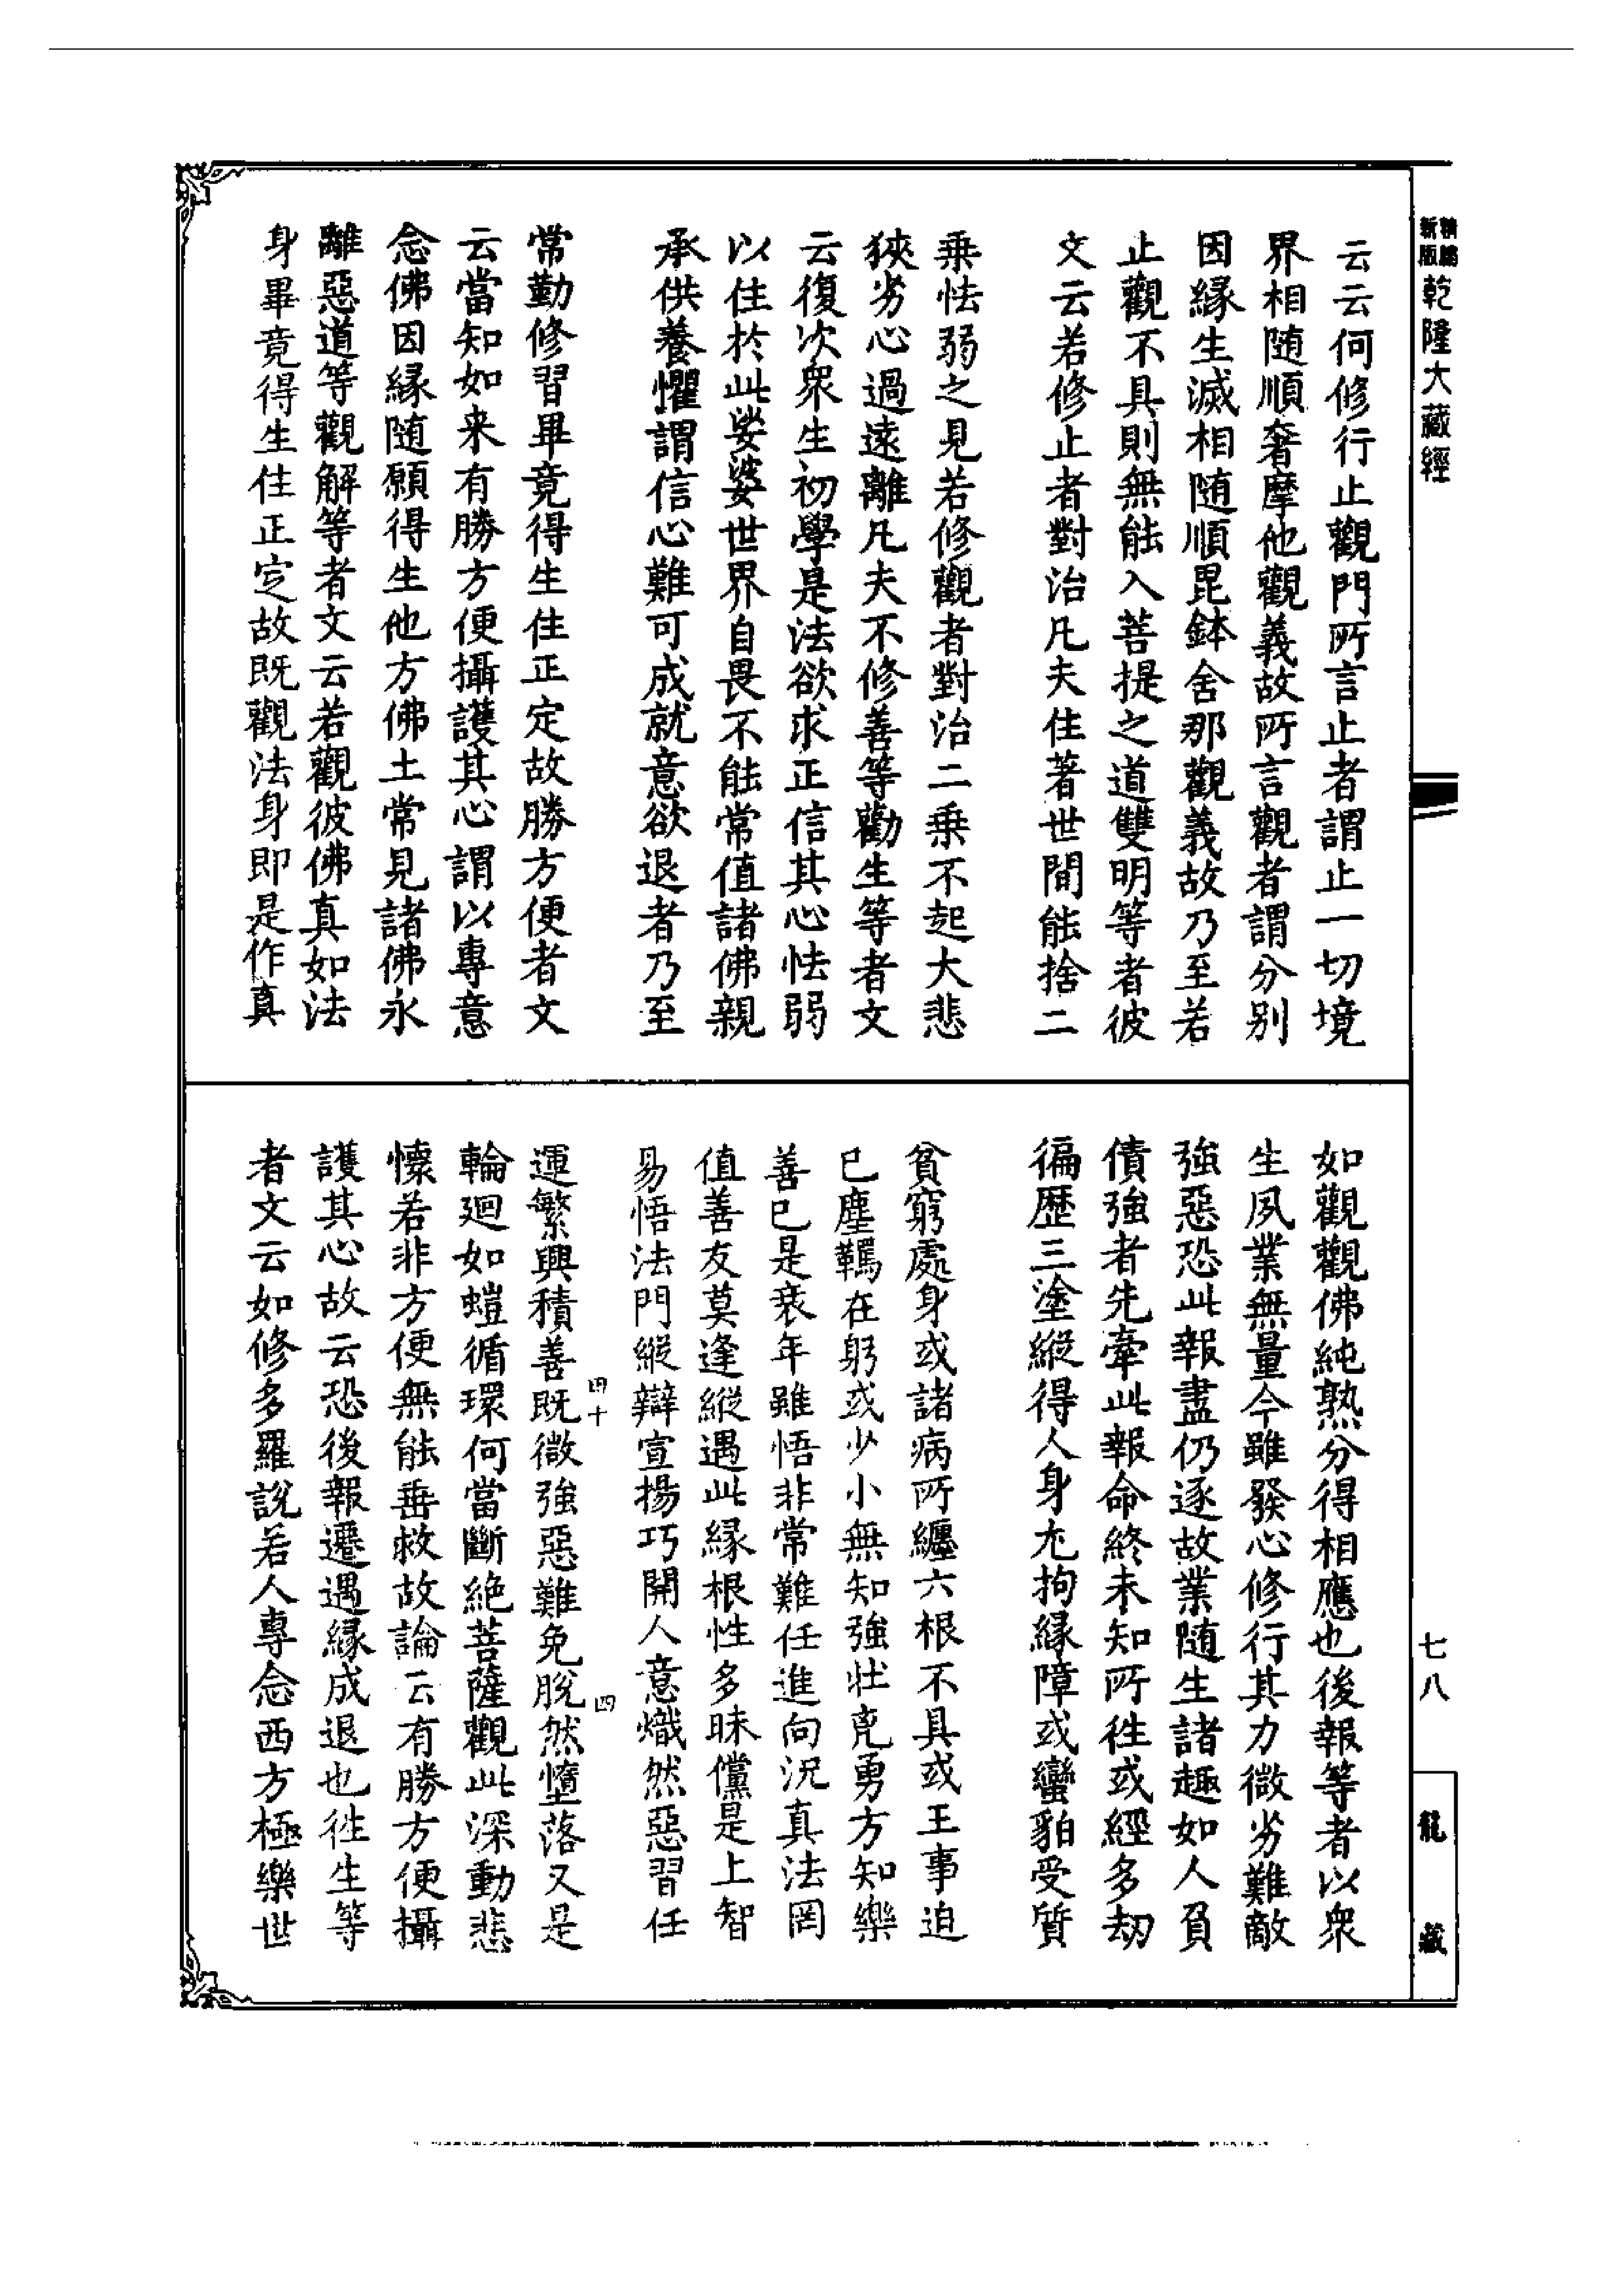 新版精編乾隆大藏經
七八
龍藏
云云何修行止觀門所言止者謂止一切境
界相隨順奢摩他觀義故所言觀者謂分別
因緣生滅相隨順毘鉢舍那觀義故乃至若
止觀不具則無能入菩提之道雙明等者彼
文云若修止者對治凡夫住著世間能捨二
乗怯弱之見若修觀者對治二乗不起大悲
狹劣心過遠離凡夫不修善等勸生等者文
云復次衆生初學是法欲求正信其心怯弱
以住於此娑婆世界自畏不能常值諸佛親
承供養懼謂信心難可成就意欲退者乃至
常勤修習畢竟得生住正定故勝方便者文
云當知如来有勝方便攝護其心謂以專意
念佛因緣隨願得生他方佛土常見諸佛永
離惡道等觀解等者文云若觀彼佛真如法
身畢竟得生住正定故既觀法身即是作真
如觀觀佛純熟分得相應也後報等者以衆
生夙業無量今雖發心修行其力微劣難敵
強惡恐此報盡仍逐故業隨生諸趣如人負
債強者先牽此報命終未知所徃或經多劫
徧歷三塗縱得人身尢拘緣障或蠻貊受質
貧窮處身或諸病所纏六根不具或王事迫
已塵羈在躬或少小無知強壯兇勇方知樂
善已是衰年雖悟非常難任進向況真法罔
值善友莫逢縱遇此緣根性多昧儻是上智
易悟法門縱辯宣揚巧開人意熾然惡習任
運繁興積善既微強惡難免脫然墮落又是
四十
四
輪廻如螘循環何當斷絶菩薩觀此深動悲
懷若非方便無能垂救故論云有勝方便攝
護其心故云恐後報遷遇緣成退也徃生等
者文云如修多羅說若人專念西方極樂世